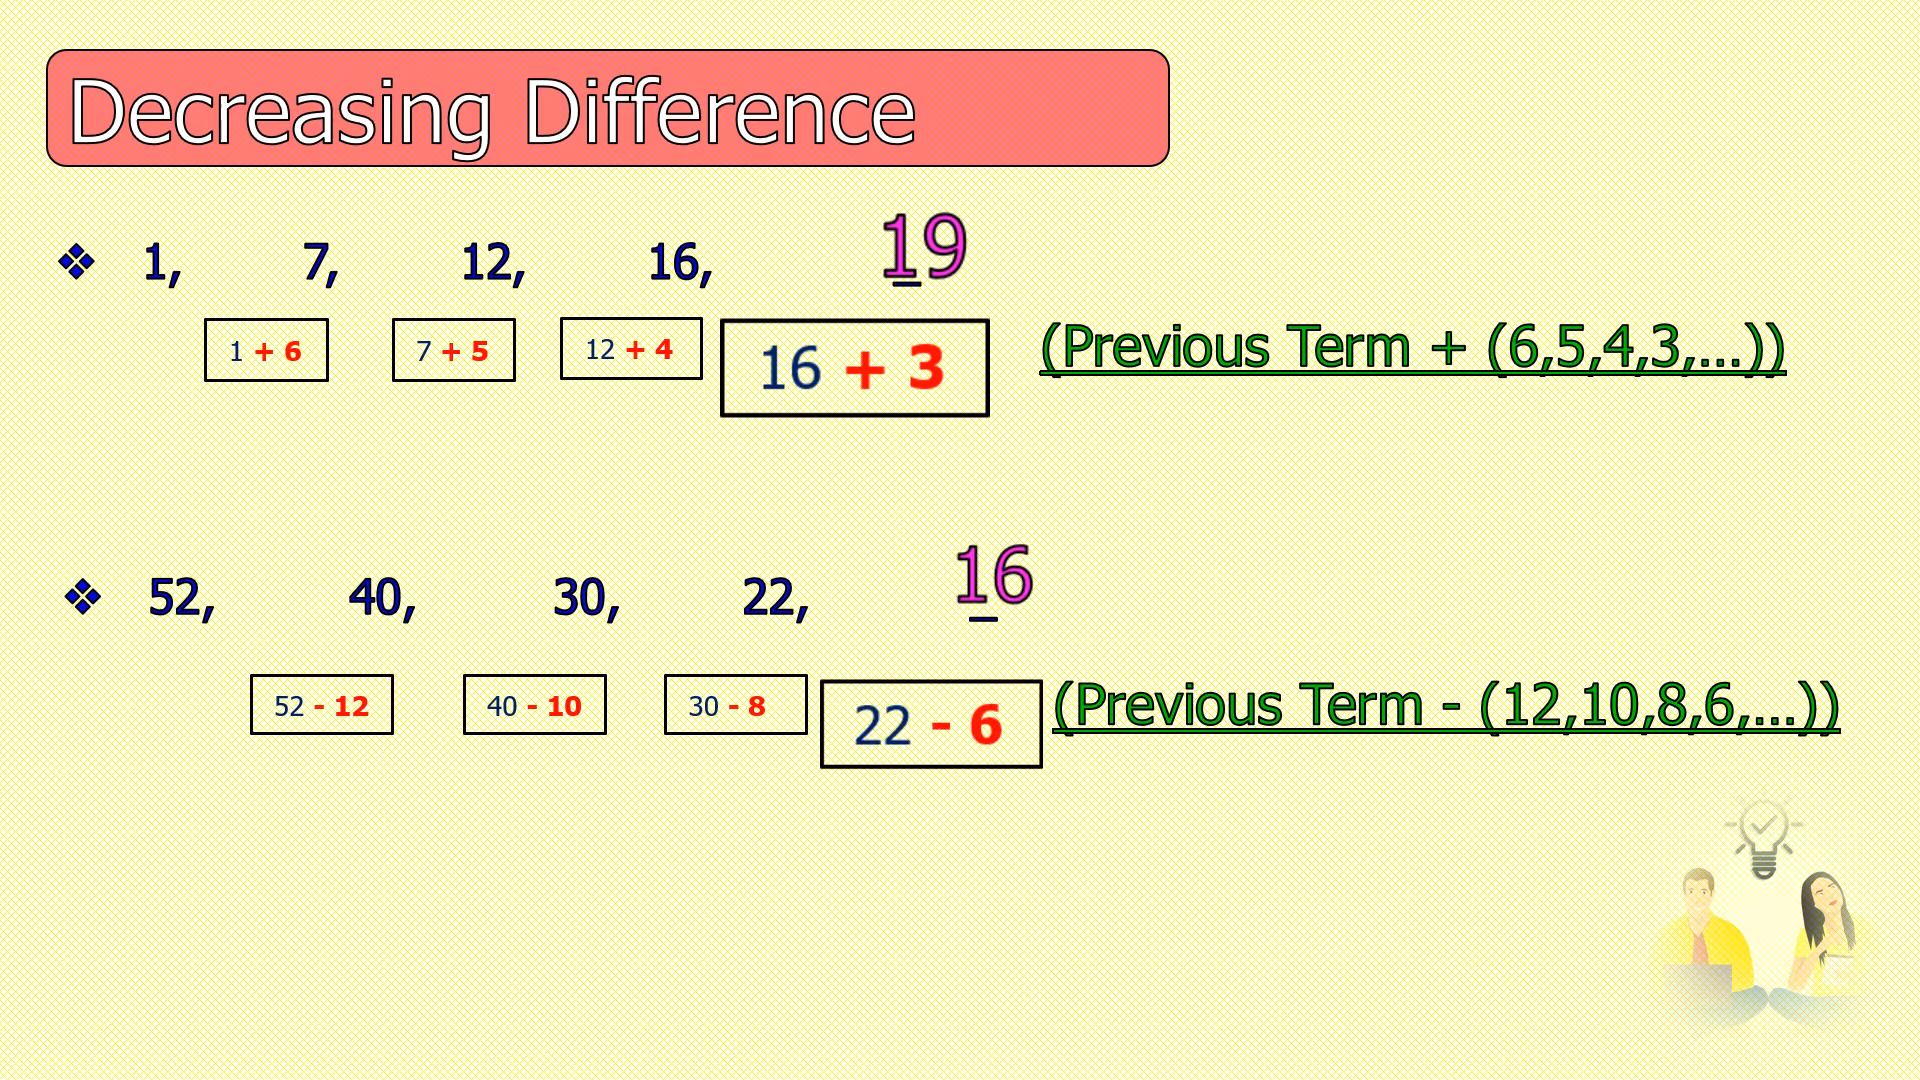 Decreasing Difference
❖ 1, 7, 12, 16, 19
1 + 6 7 + 5 12 + 4 16 + 3 (Previous Term + (6,5,4,3,...))
❖ 52, 40, 30, 22, 16
52 - 12 40 - 10 30 - 8 22 - 6 (Previous Term - (12,10,8,6,...))